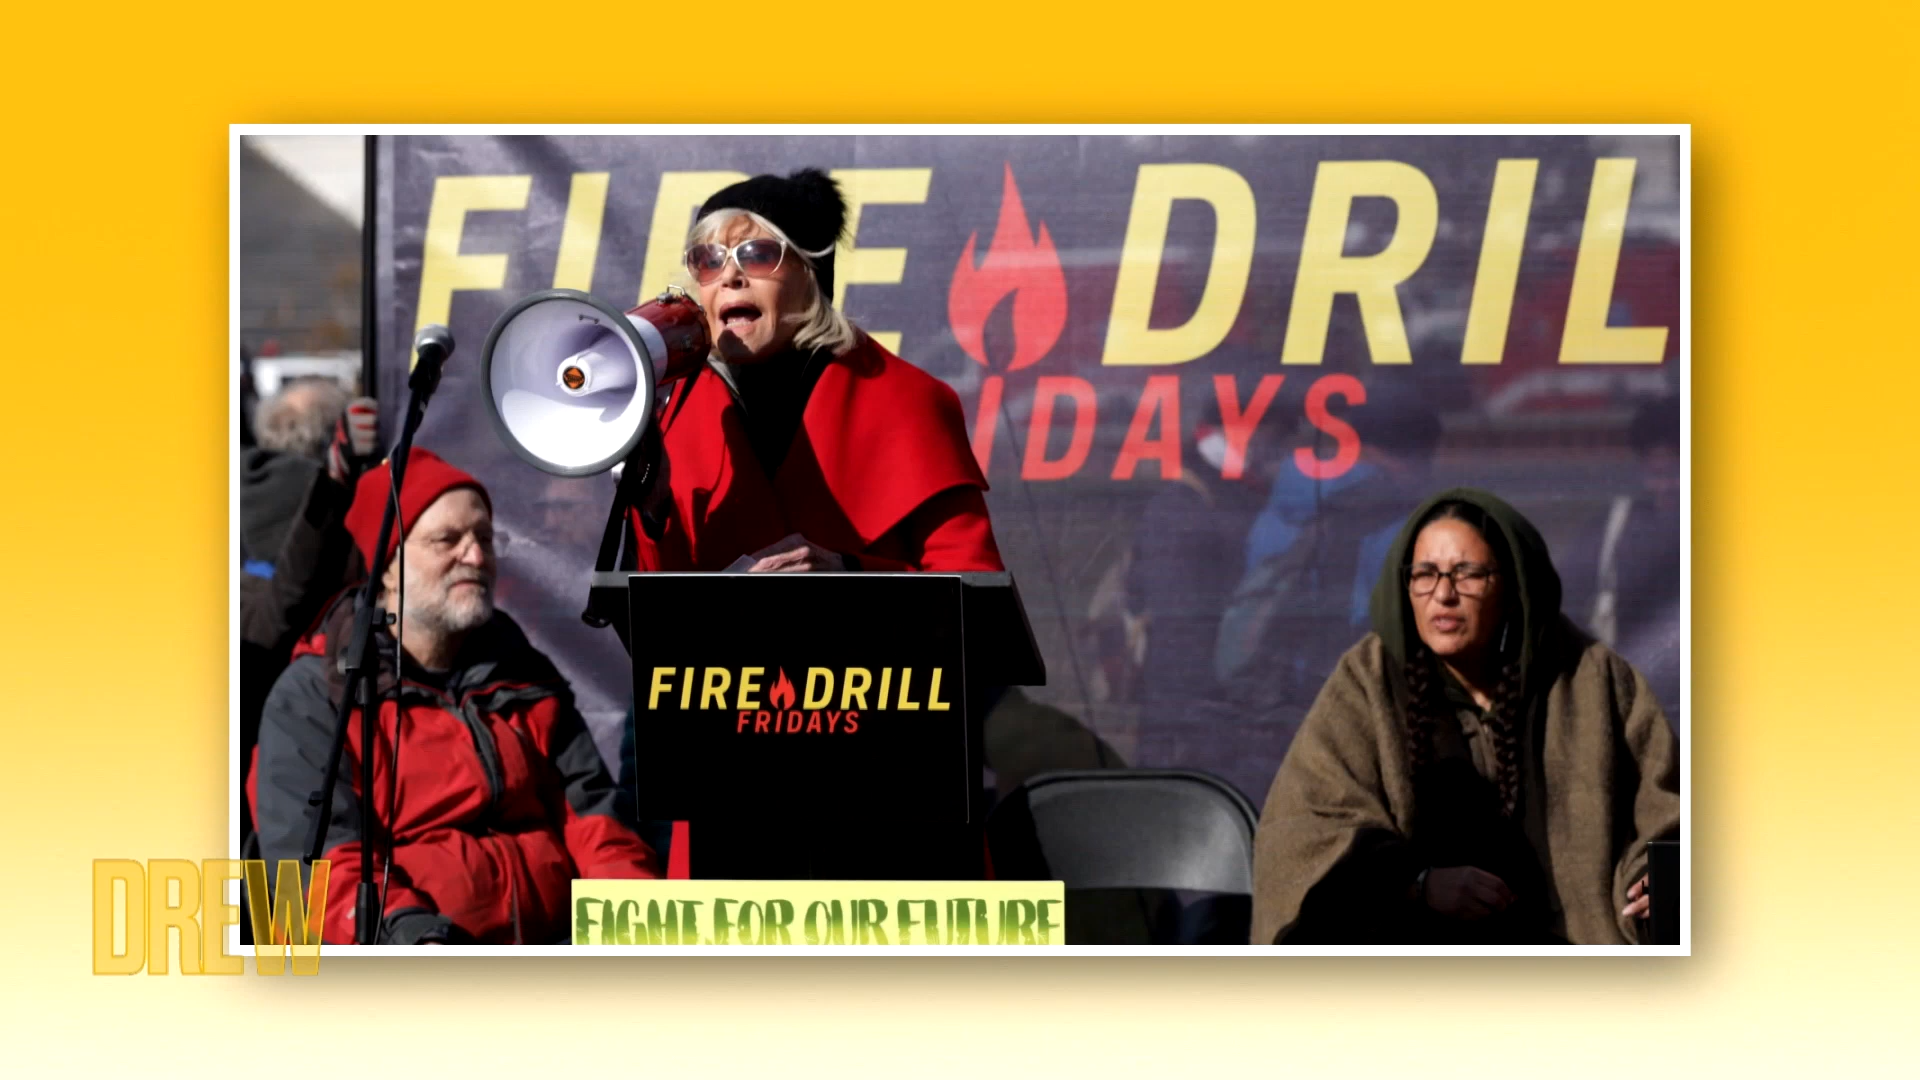 FIRE DRIL
IDAYS
FIRE DRILL
FRIDAYS
FIGHT FOR OUR FUTURE
DREW